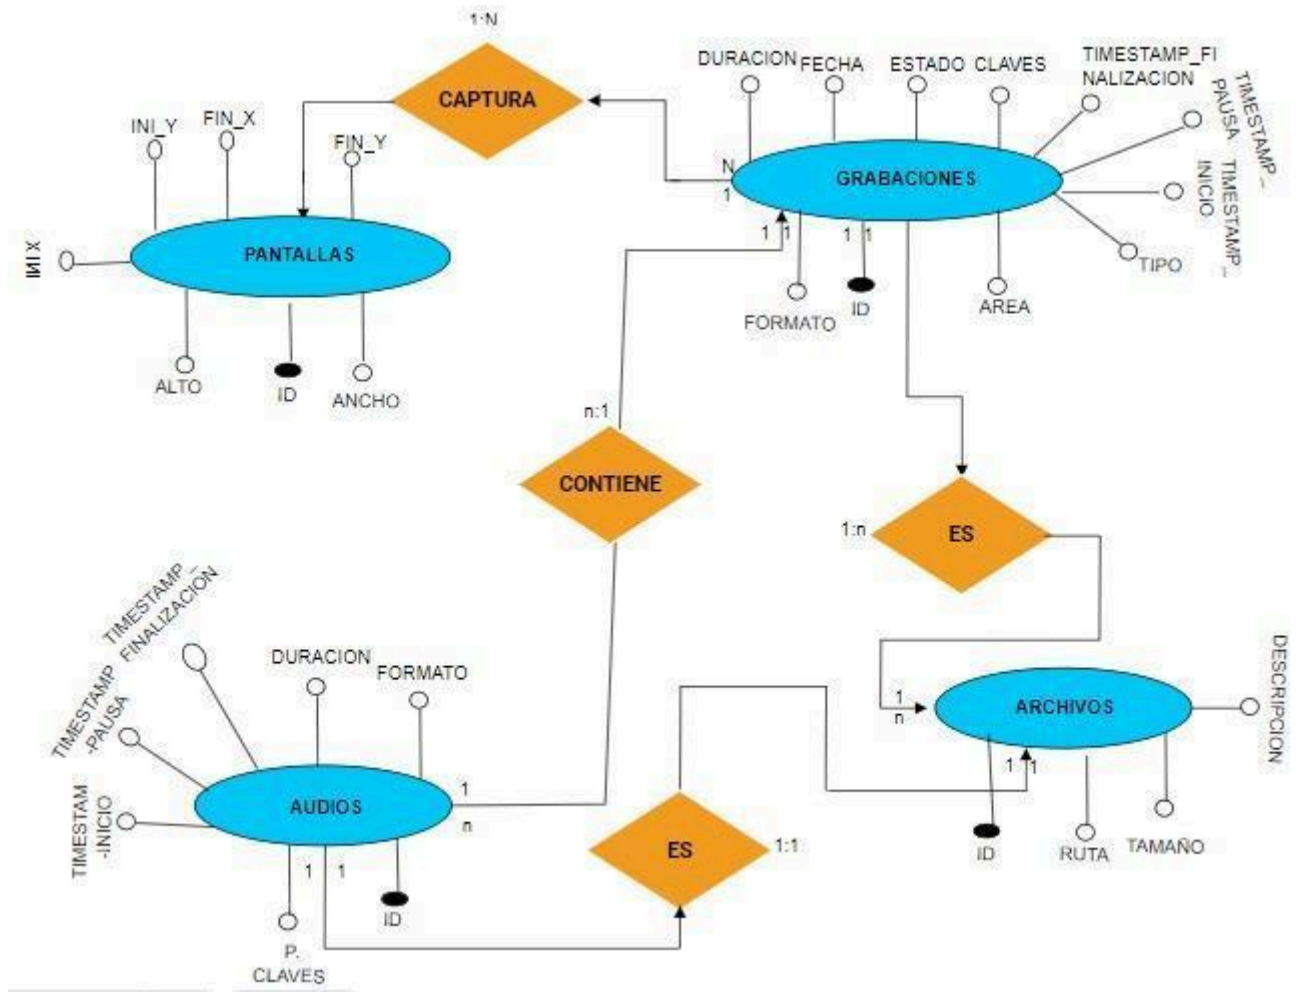 1:N
CAPTURA
DURACION
FECHA
ESTADO
CLAVES
TIMESTAMP_FI
NALIZACION
TIMESTAMP_
PAUSA
TIMESTAMP_
INICIO
TIPO
N
1
GRABACIONES
1
1
1
1
FORMATO
ID
AREA
INI_Y
FIN_X
FIN_Y
INI X
PANTALLAS
ALTO
ID
ANCHO
n:1
CONTIENE
1:n
ES
TIMESTAMP_
FINALIZACIÓN
TIMESTAMP
-PAUSA
TIMESTAM
-INICIO
DURACION
FORMATO
AUDIOS
1
n
1
1
ID
P.
CLAVES
ES
1:1
1
n
ARCHIVOS
DESCRIPCION
1
1
ID
RUTA
TAMAÑO